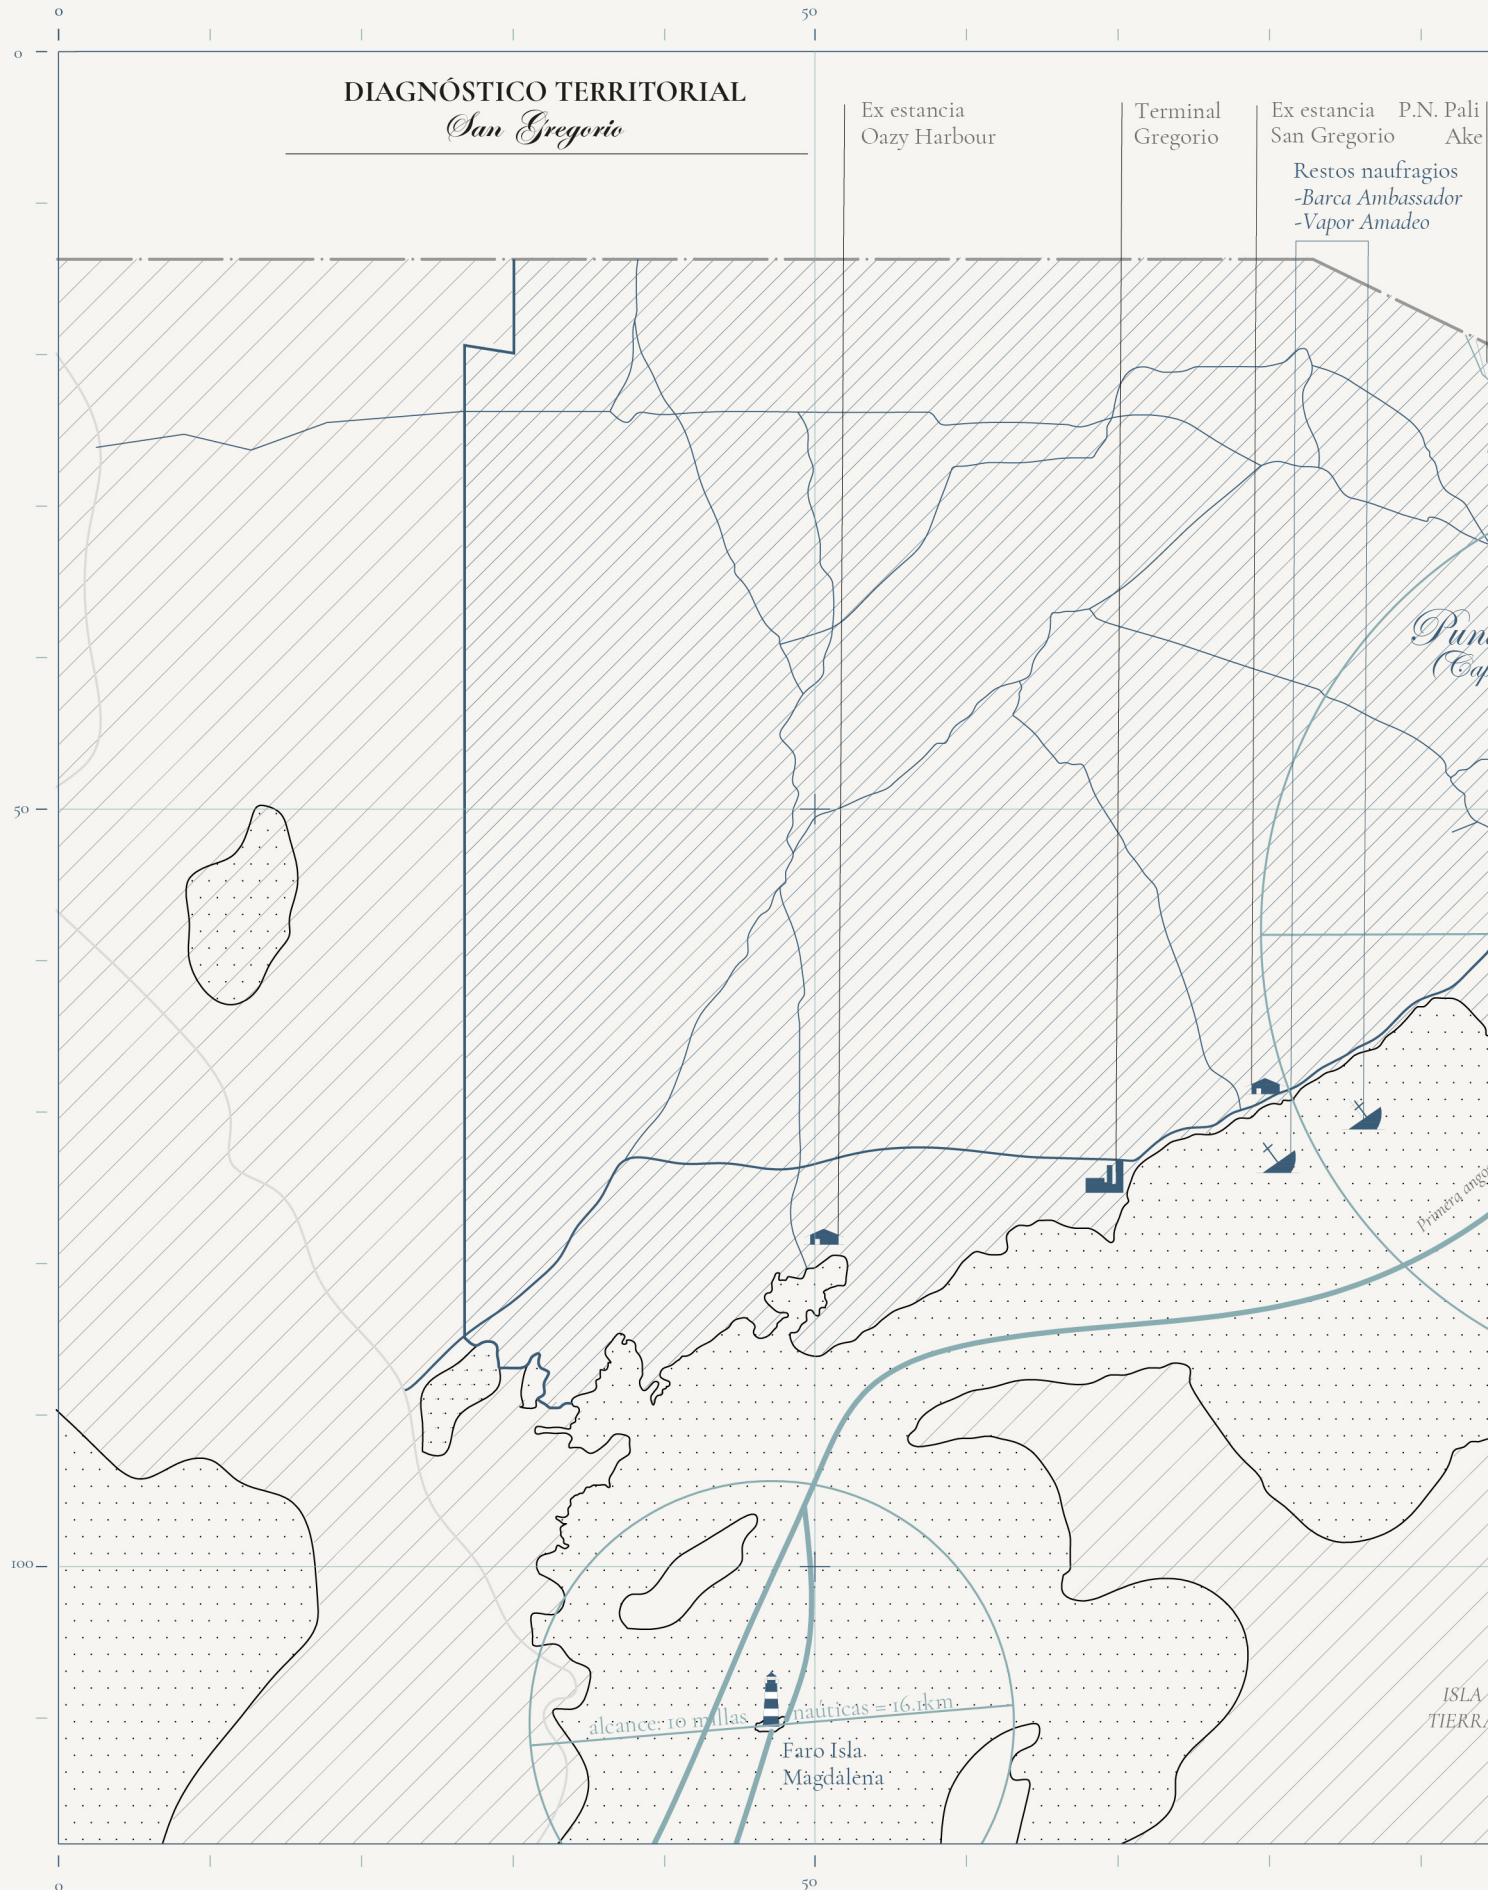 0
50
0
DIAGNÓSTICO TERRITORIAL
San Gregorio
Ex estancia
Oazy Harbour
Terminal
Gregorio
Ex estancia
San Gregorio
P.N. Pali
Ake
Restos naufragios
-Barca Ambassador
-Vapor Amadeo
50
Primera
100
alcance: 10 millas náuticas = 16.1km
Faro Isla
Magdalena
ISLA
0
50